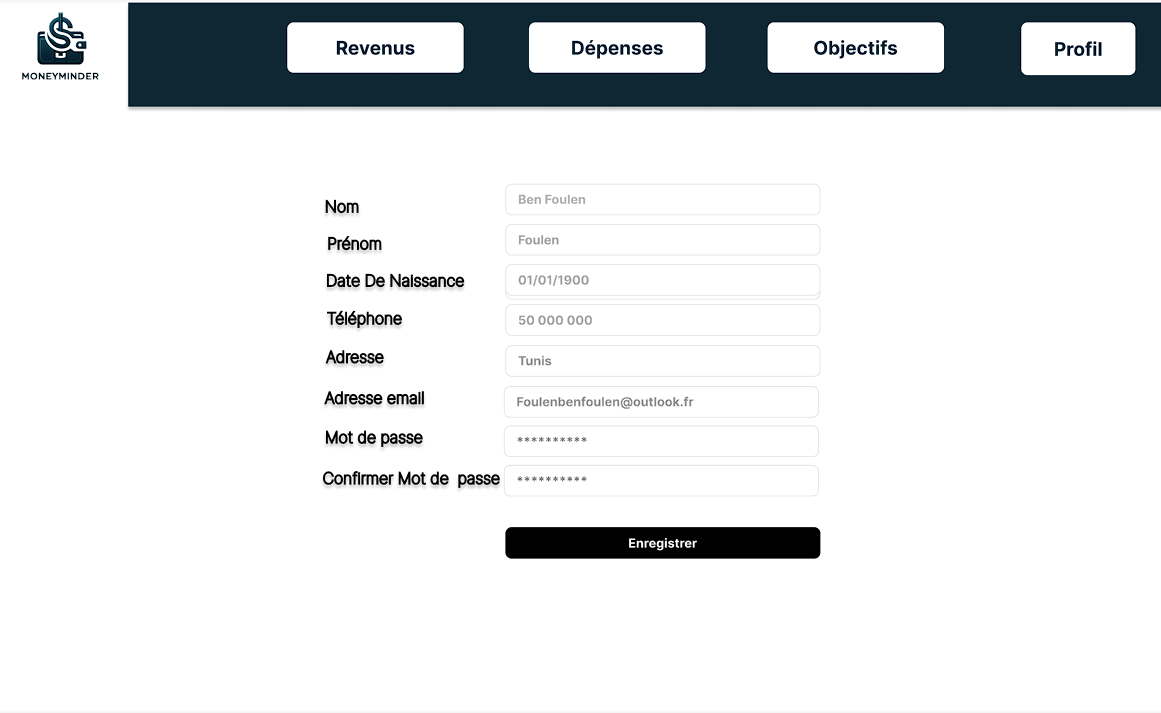 MONEYMINDER
Revenus
Dépenses
Objectifs
Profil
Nom
Ben Foulen
Prénom
Foulen
Date De Naissance
01/01/1900
Téléphone
50 000 000
Adresse
Tunis
Adresse email
Foulenbenfoulen@outlook.fr
Mot de passe
**********
Confirmer Mot de passe
**********
Enregistrer